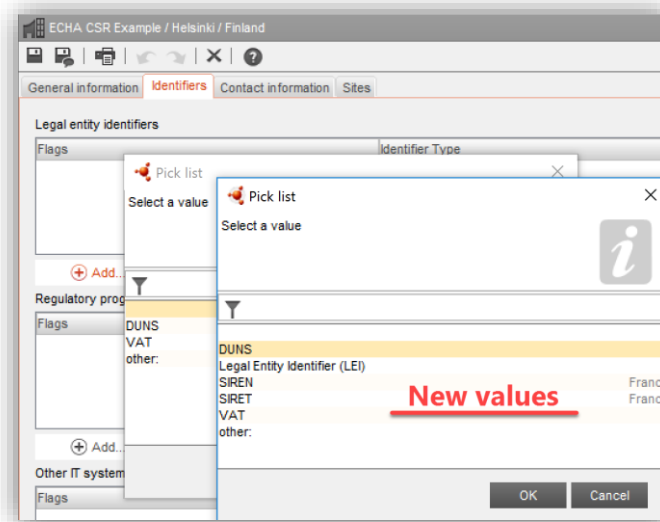 ECHA CSR Example / Helsinki / Finland
General information Identifiers Contact information Sites
Legal entity identifiers
Flags Identifier Type
Pick list
Select a value
DUNS
VAT
other:
Pick list
Select a value
DUNS
Legal Entity Identifier (LEI)
SIREN Franc
SIRET Franc
VAT
other:
New values
OK Cancel
Add...
Regulatory prog
Flags
Add...
Other IT system
Flags